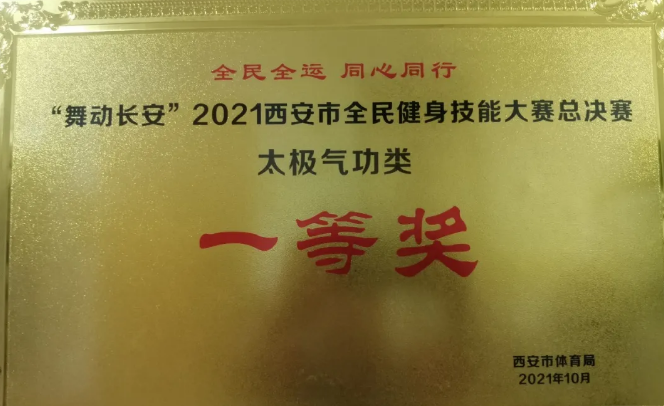 全民全运 同心同行
“舞动长安”2021西安市全民健身技能大赛总决赛
太极气功类
一等奖
西安市体育局
2021年10月